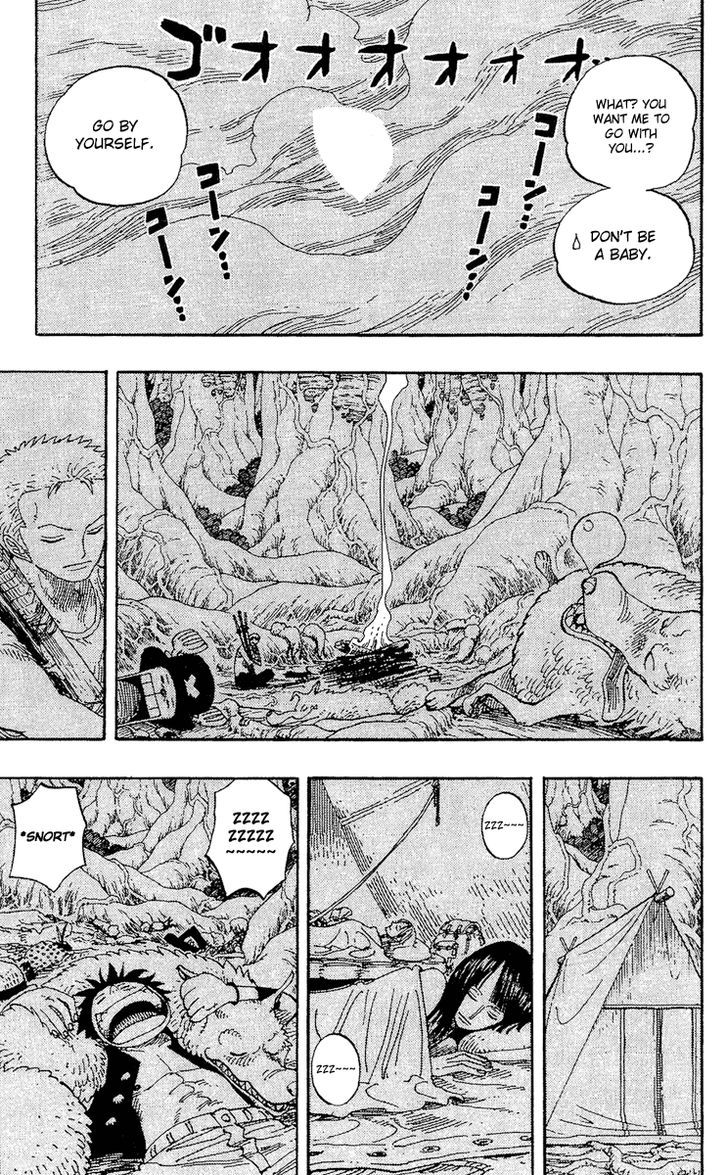 ゴオオオオオオ
WHAT? YOU
WANT ME TO
GO WITH
YOU...?
DON'T BE
A BABY.
コーン...
コーン...
GO BY
YOURSELF.
コーン...
コーン...
ZZZ~~~
ZZZ~~~
ZZZZ
ZZZZZ
~~~~~
*SNORT*